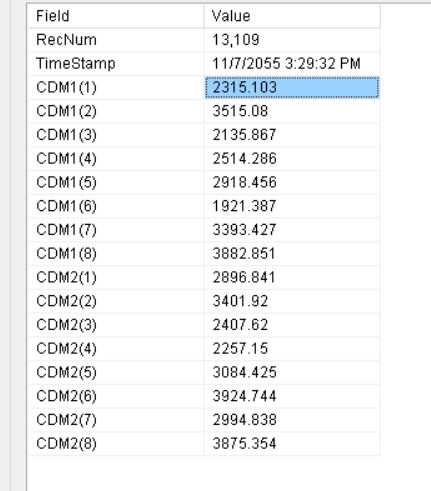 Field Value
RecNum 13,109
TimeStamp 11/7/2055 3:29:32 PM
CDM1(1) 2315.103
CDM1(2) 3515.08
CDM1(3) 2135.867
CDM1(4) 2514.286
CDM1(5) 2918.456
CDM1(6) 1921.387
CDM1(7) 3393.427
CDM1(8) 3882.851
CDM2(1) 2896.841
CDM2(2) 3401.92
CDM2(3) 2407.62
CDM2(4) 2257.15
CDM2(5) 3084.425
CDM2(6) 3924.744
CDM2(7) 2994.838
CDM2(8) 3875.354